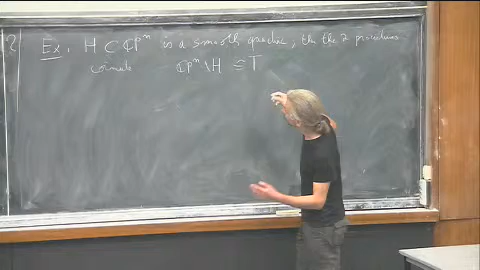 Ex. H ⊂ ℂPⁿ is a smooth quadric, then the 2 procedures
coincide ℂPⁿ \ H ≅ T